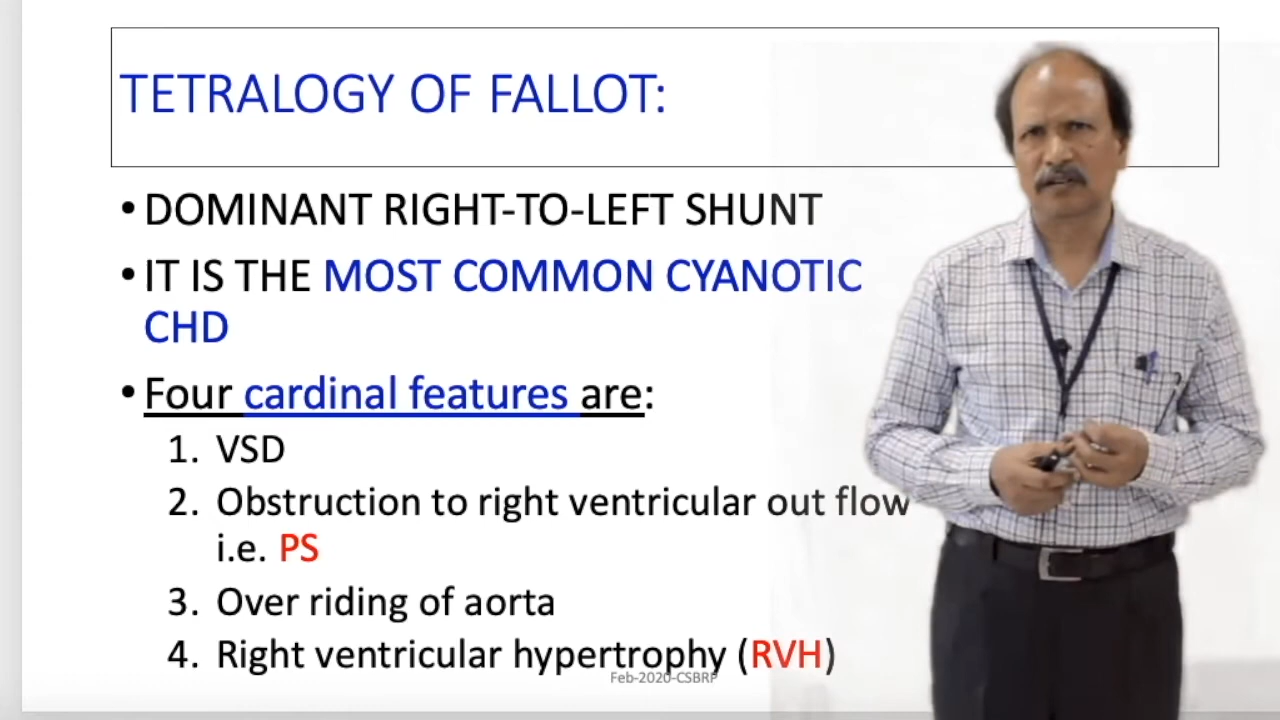 TETRALOGY OF FALLOT:
• DOMINANT RIGHT-TO-LEFT SHUNT
• IT IS THE MOST COMMON CYANOTIC
CHD
• Four cardinal features are:
1. VSD
2. Obstruction to right ventricular out flow
i.e. PS
3. Over riding of aorta
4. Right ventricular hypertrophy (RVH)
Feb-2020-CSBRP